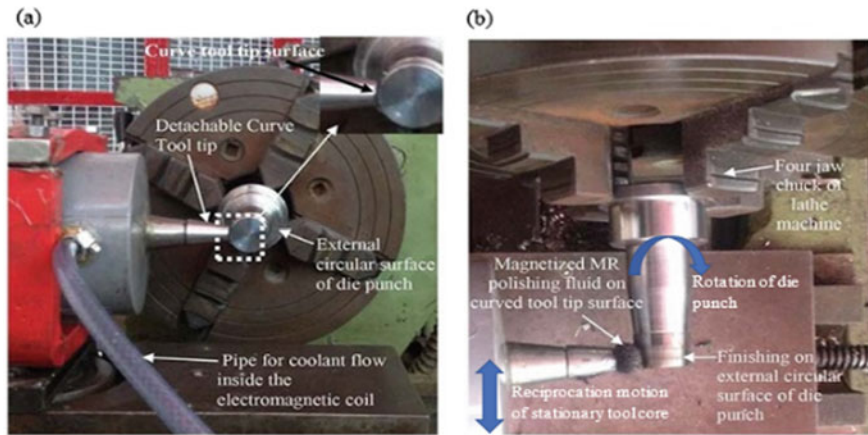 (a)
Curve tool tip surface
Detachable Curve
Tool tip
External
circular surface
of die punch
Pipe for coolant flow
inside the
electromagnetic coil
(b)
Four jaw
chuck of
lathe
machine
Magnetized MR
polishing fluid on
curved tool tip surface
Rotation of die
punch
Finishing on
external circular
surface of die
punch
Reciprocation motion
of stationary tool core